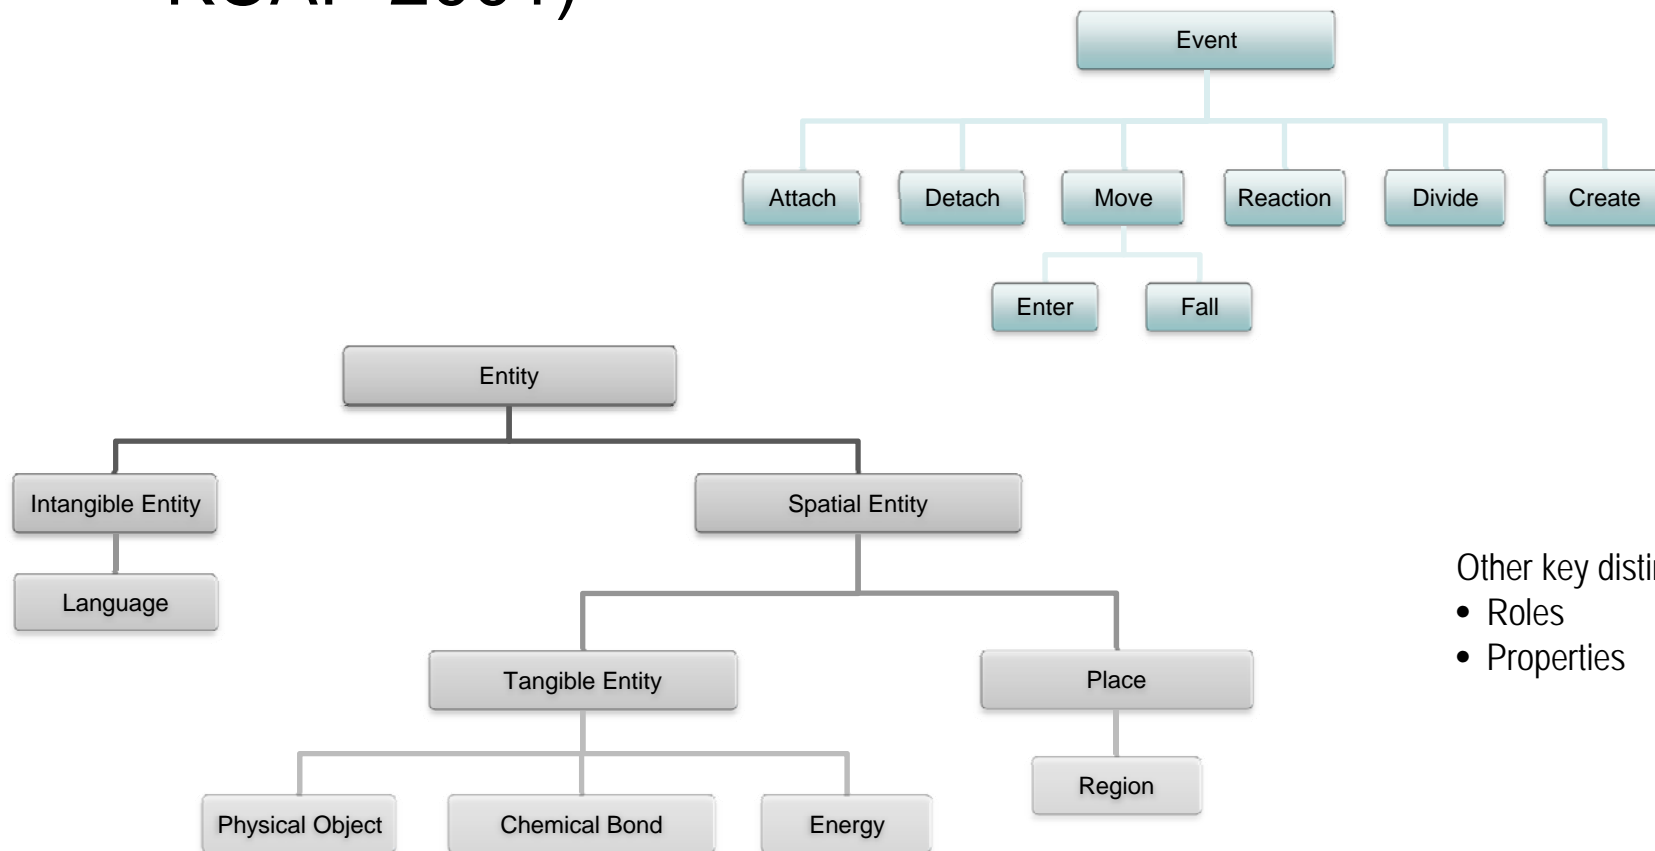 Event
Attach
Detach
Move
Reaction
Divide
Create
Enter
Fall
Entity
Intangible Entity
Spatial Entity
Language
Tangible Entity
Place
Region
Physical Object
Chemical Bond
Energy
Other key
• Roles
• Properties